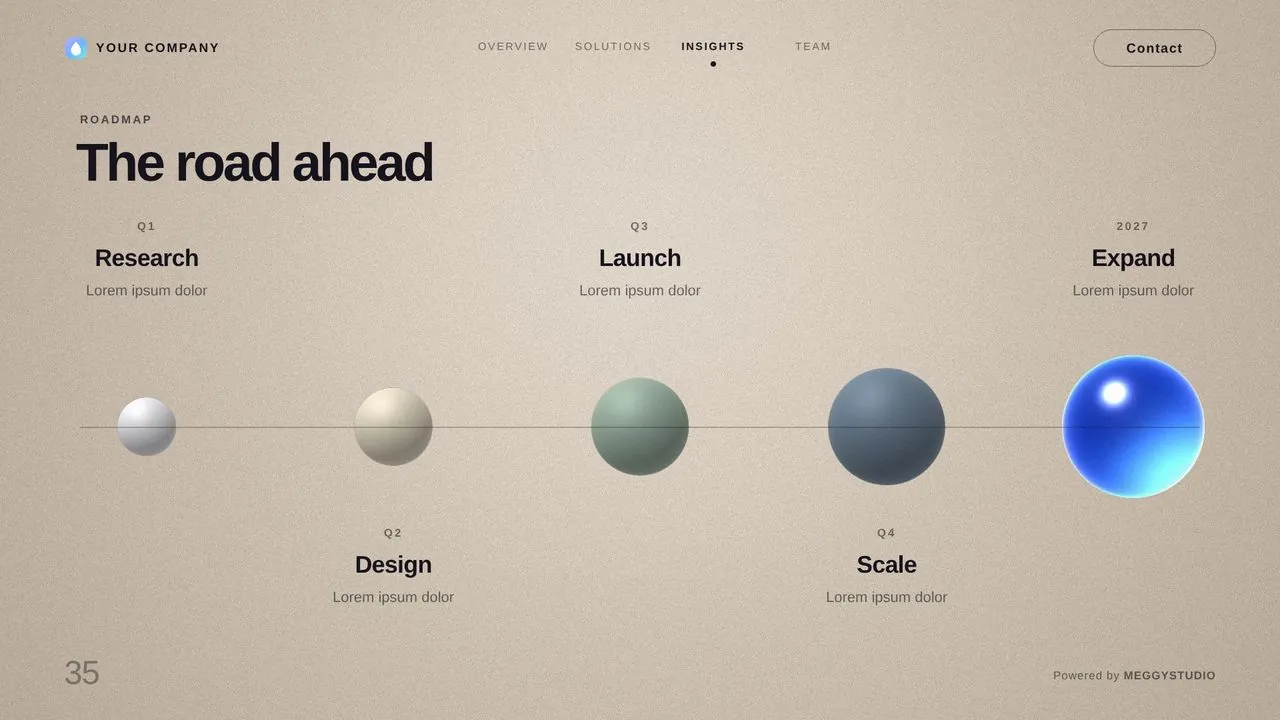 YOUR COMPANY
OVERVIEW SOLUTIONS INSIGHTS TEAM
Contact
ROADMAP
The road ahead
Q1
Research
Lorem ipsum dolor
Q2
Design
Lorem ipsum dolor
Q3
Launch
Lorem ipsum dolor
Q4
Scale
Lorem ipsum dolor
2027
Expand
Lorem ipsum dolor
35
Powered by MEGGYSTUDIO